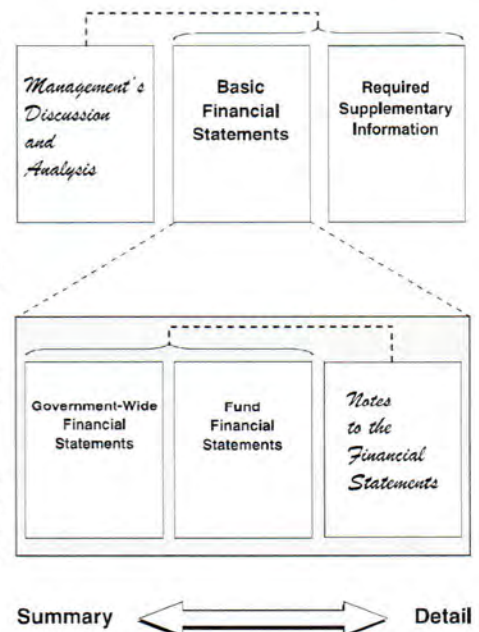 Management's
Discussion
and
Analysis
Basic
Financial
Statements
Required
Supplementary
Information
Government-Wide
Financial
Statements
Fund
Financial
Statements
Notes
to the
Financial
Statements
Summary
Detail